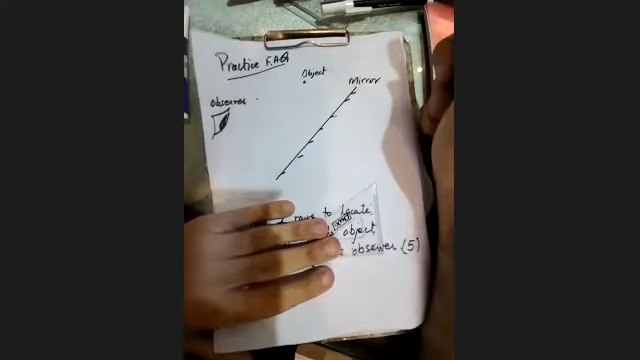 Practice F.A.Q
Object
Mirror
Observer
rays to locate
object
observer (5)